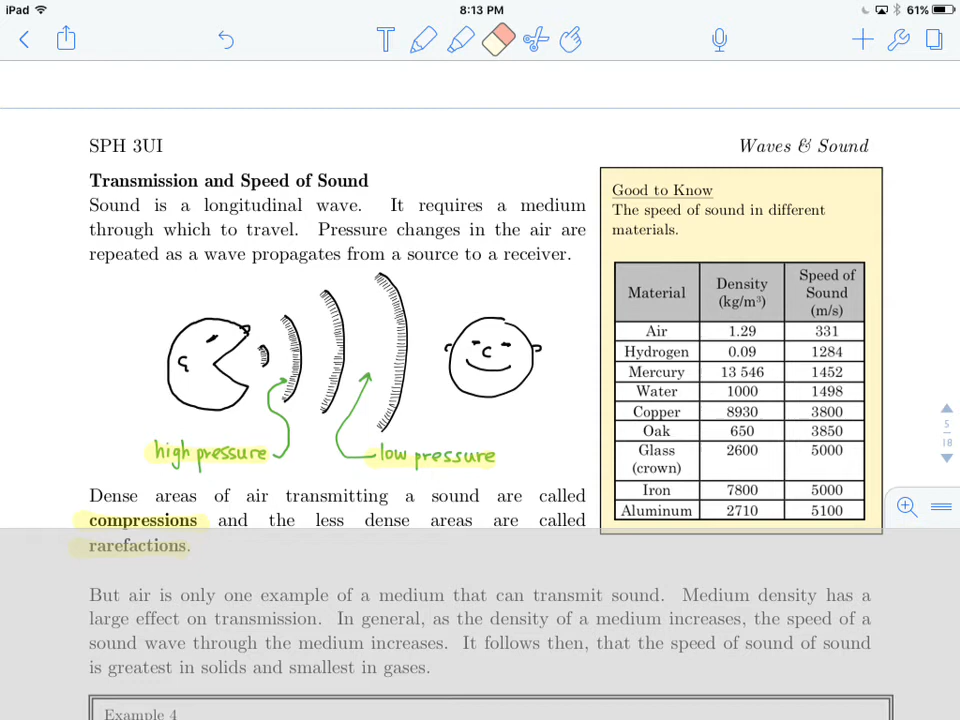 iPad
8:13 PM
61%
T
SPH 3UI
Waves & Sound
Transmission and Speed of Sound
Sound is a longitudinal wave. It requires a medium
through which to travel. Pressure changes in the air are
repeated as a wave propagates from a source to a receiver.
high pressure
low pressure
Dense areas of air transmitting a sound are called
compressions and the less dense areas are called
rarefactions.
Good to Know
The speed of sound in different
materials.
Material Density (kg/m³) Speed of Sound (m/s)
Air 1.29 331
Hydrogen 0.09 1284
Mercury 13 546 1452
Water 1000 1498
Copper 8930 3800
Oak 650 3850
Glass (crown) 2600 5000
Iron 7800 5000
Aluminum 2710 5100
5
18
But air is only one example of a medium that can transmit sound. Medium density has a
large effect on transmission. In general, as the density of a medium increases, the speed of a
sound wave through the medium increases. It follows then, that the speed of sound of sound
is greatest in solids and smallest in gases.
Example 4